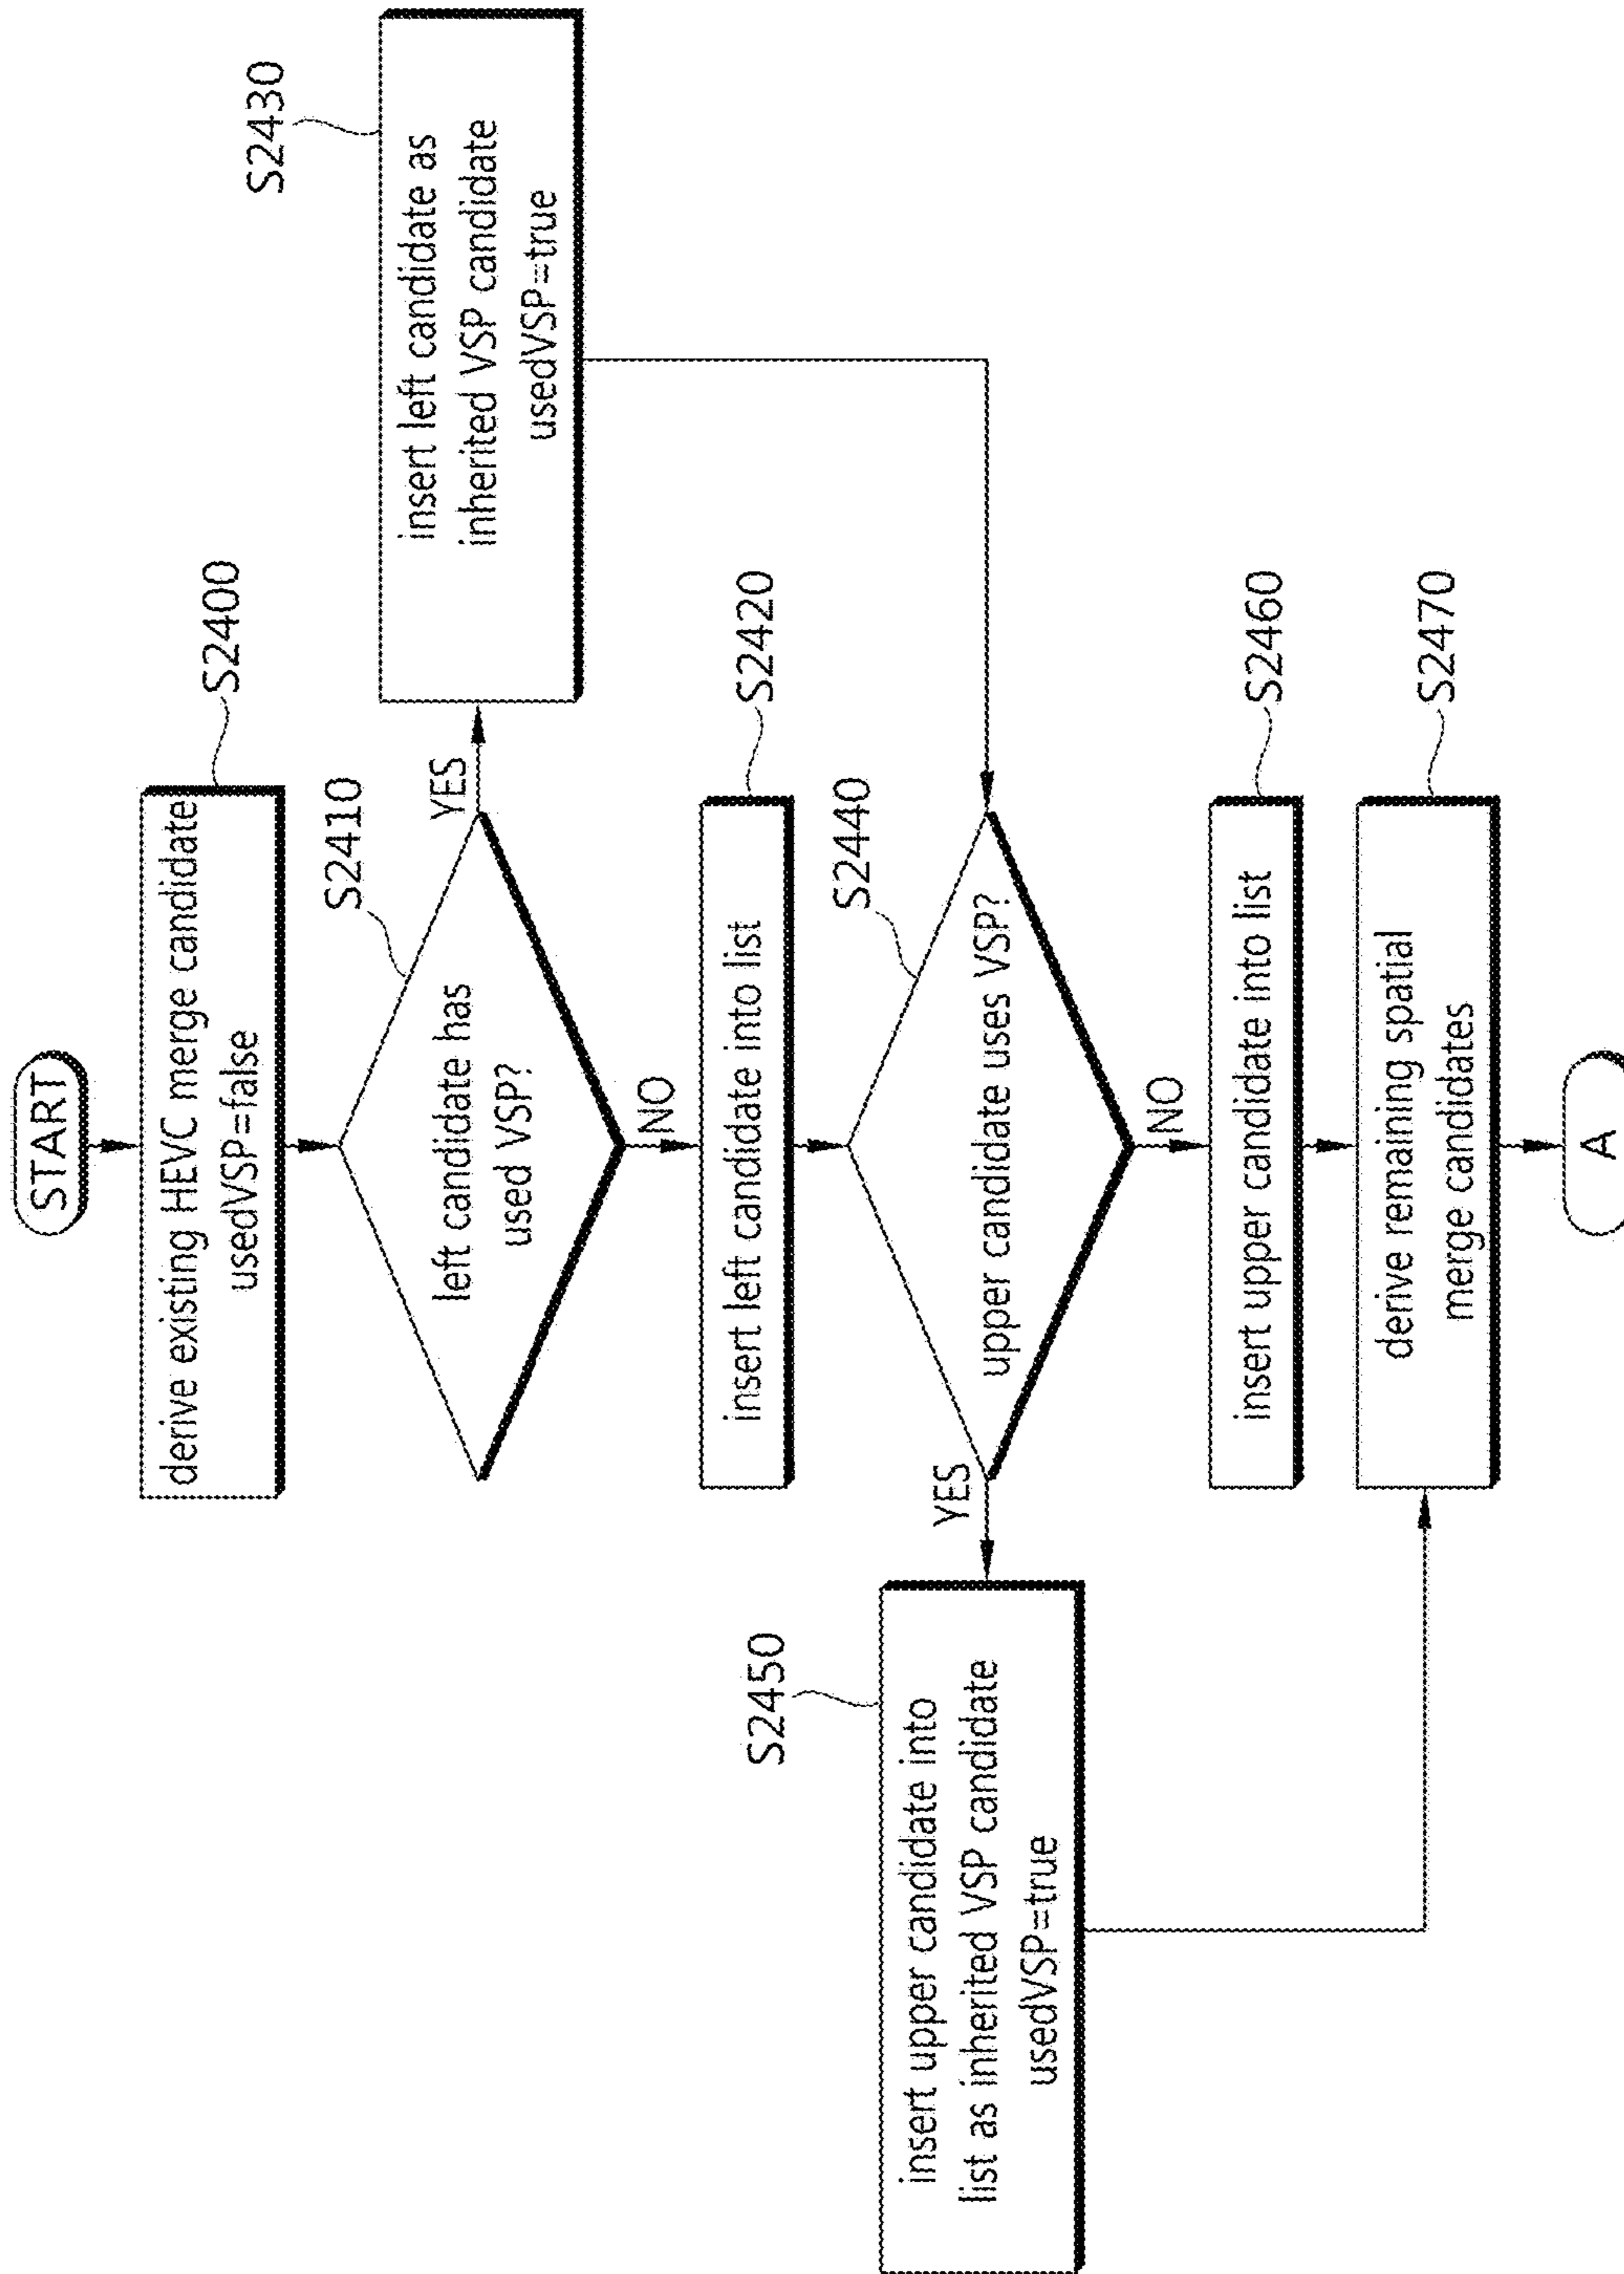 START
derive existing HEVC merge candidate
usedVSP=false
S2400
left candidate has
used VSP?
S2410
YES
NO
insert left candidate as
inherited VSP candidate
usedVSP=true
S2430
insert left candidate into list
S2420
upper candidate uses VSP?
S2440
YES
NO
insert upper candidate into
list as inherited VSP candidate
usedVSP=true
S2450
insert upper candidate into list
S2460
derive remaining spatial
merge candidates
S2470
A